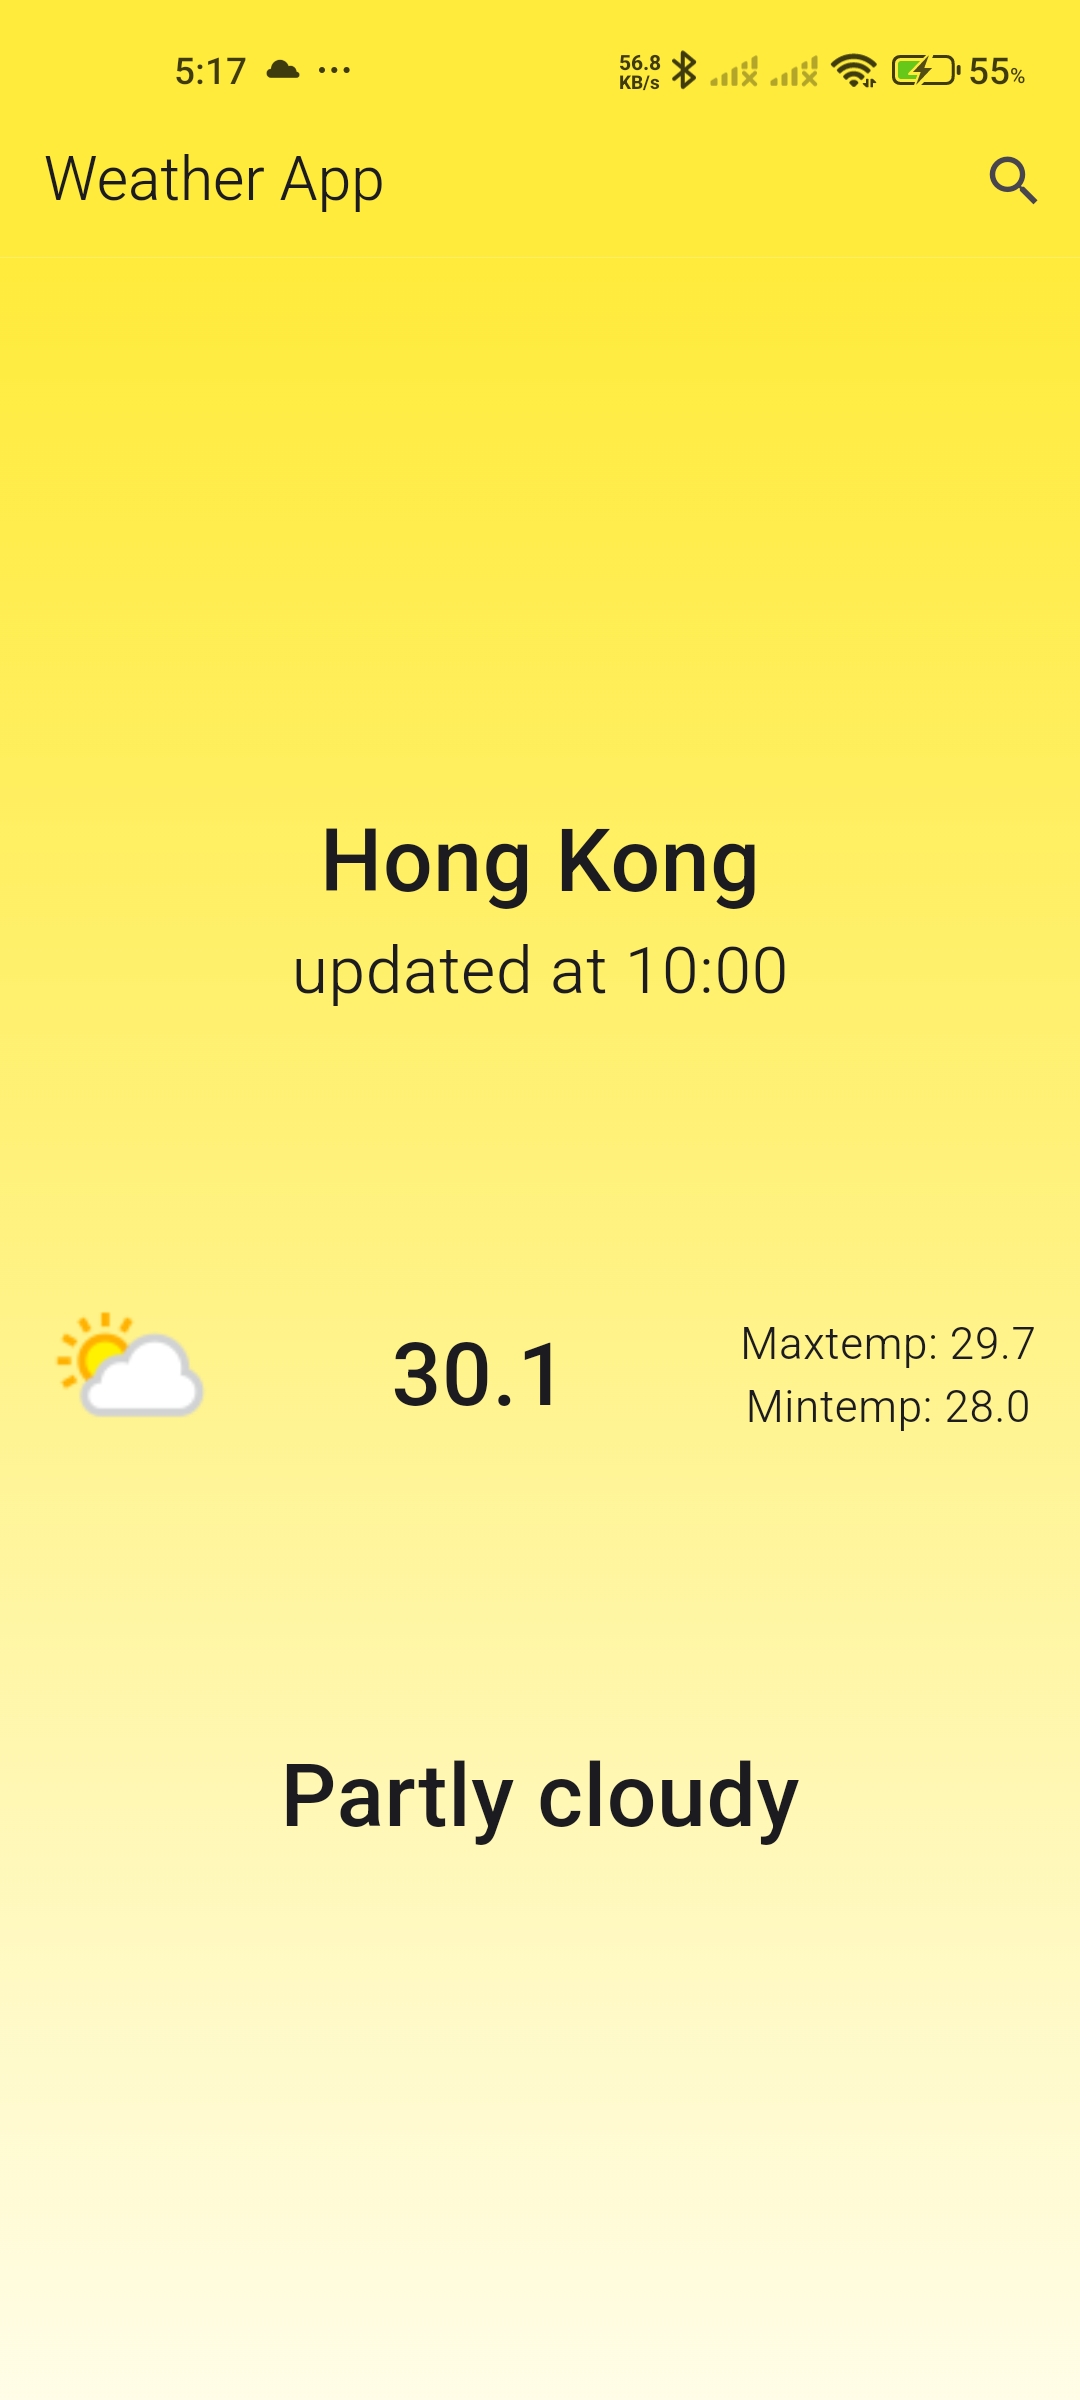 5:17
56.8
KB/s
55%
Weather App
Hong Kong
updated at 10:00
30.1
Maxtemp: 29.7
Mintemp: 28.0
Partly cloudy